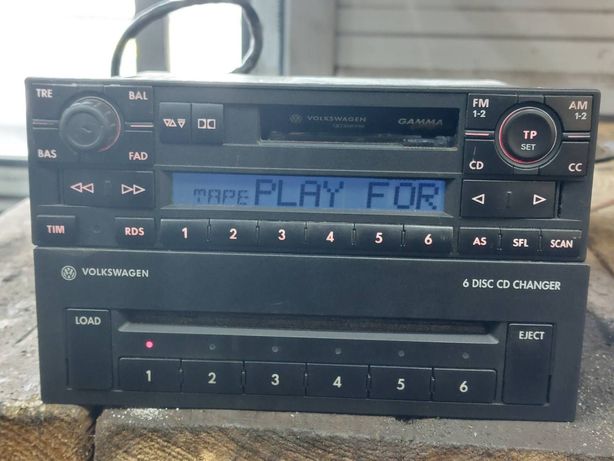 TRE BAL
VOLKSWAGEN GAMMA
FM 1-2
AM 1-2
TP SET
BAS FAD
CD CC
TAPE PLAY FOR
TIM RDS 1 2 3 4 5 6 AS SFL SCAN
VOLKSWAGEN 6 DISC CD CHANGER
LOAD EJECT
1 2 3 4 5 6